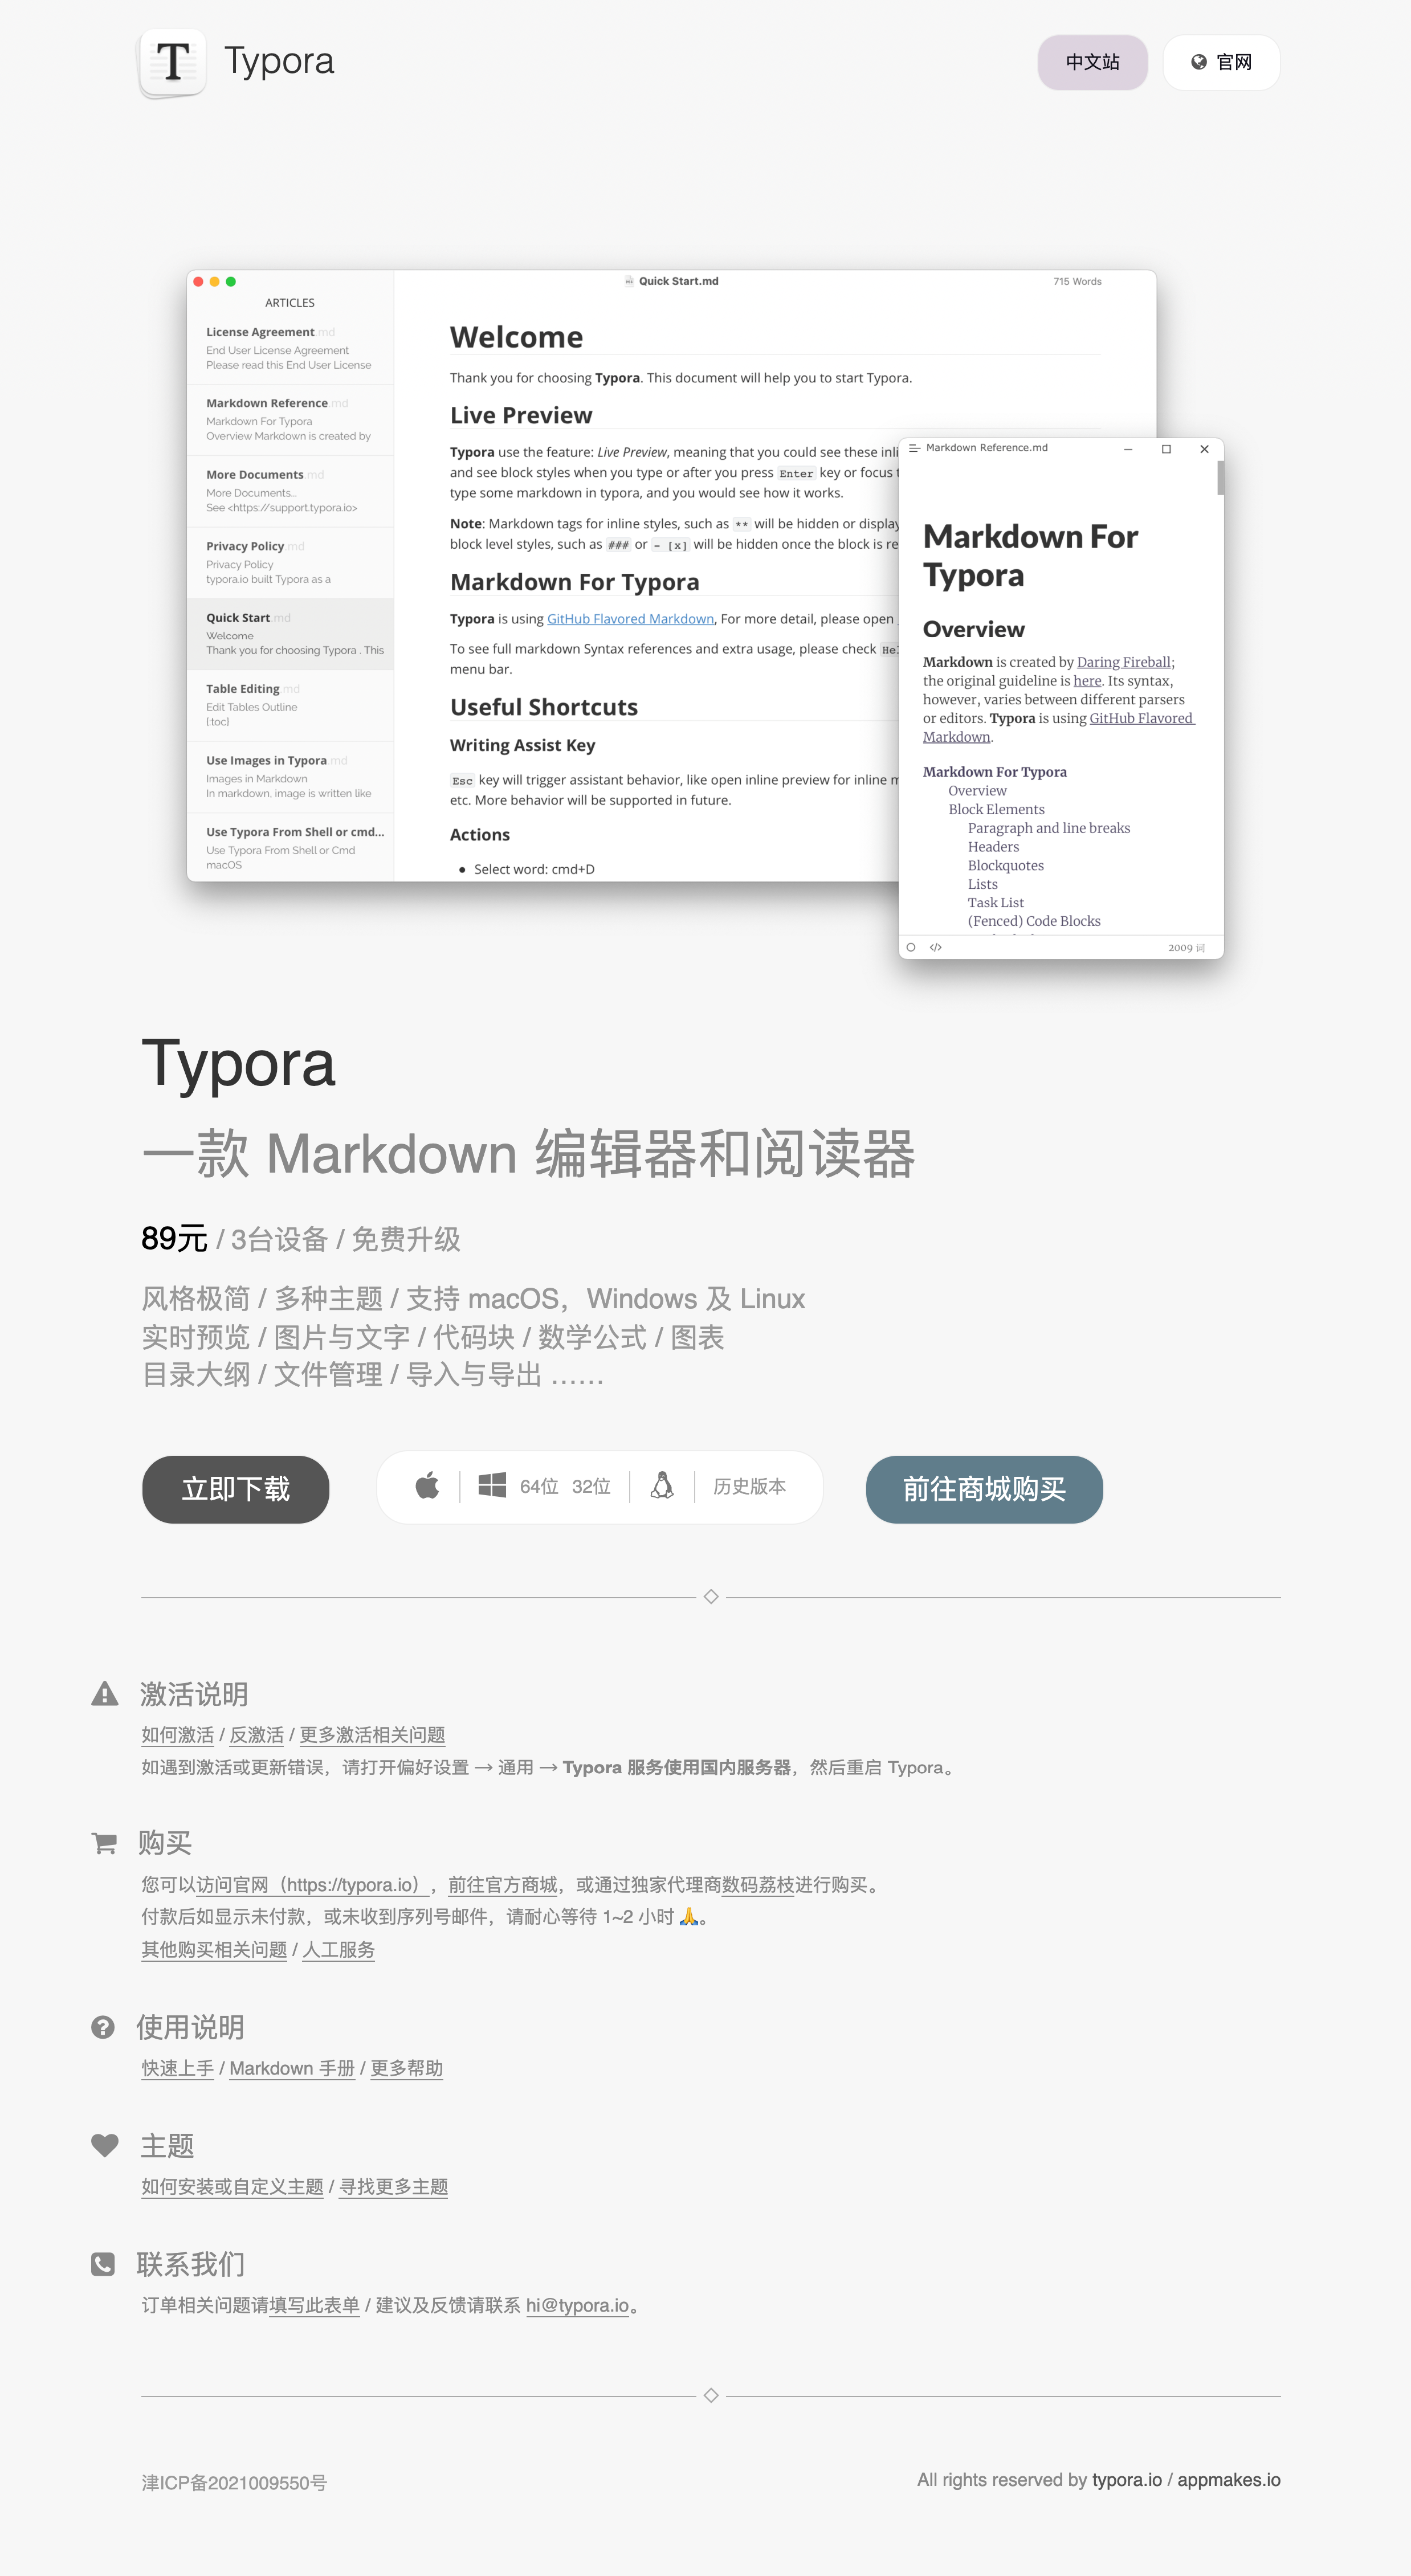 T Typora
中文站
官网
Quick Start.md
715 Words
ARTICLES
License Agreement.md
End User License Agreement
Please read this End User License
Markdown Reference.md
Markdown For Typora
Overview Markdown is created by
More Documents.md
More Documents...
See <https://support.typora.io>
Privacy Policy.md
Privacy Policy
typora.io built Typora as a
Quick Start.md
Welcome
Thank you for choosing Typora . This
Table Editing.md
Edit Tables Outline
[:toc]
Use Images in Typora.md
Images in Markdown
In markdown, image is written like
Use Typora From Shell or cmd...
Use Typora From Shell or Cmd
macOS
Welcome
Thank you for choosing Typora. This document will help you to start Typora.
Live Preview
Typora use the feature: Live Preview, meaning that you could see these inli
and see block styles when you type or after you press Enter key or focus
type some markdown in typora, and you would see how it works.
Note: Markdown tags for inline styles, such as ** will be hidden or display
block level styles, such as ### or - [x] will be hidden once the block is re
Markdown For Typora
Typora is using GitHub Flavored Markdown, For more detail, please open
To see full markdown Syntax references and extra usage, please check Hel
menu bar.
Useful Shortcuts
Writing Assist Key
Esc key will trigger assistant behavior, like open inline preview for inline m
etc. More behavior will be supported in future.
Actions
• Select word: cmd+D
Markdown Reference.md
Markdown For
Typora
Overview
Markdown is created by Daring Fireball;
the original guideline is here. Its syntax,
however, varies between different parsers
or editors. Typora is using GitHub Flavored
Markdown.
Markdown For Typora
Overview
Block Elements
Paragraph and line breaks
Headers
Blockquotes
Lists
Task List
(Fenced) Code Blocks
</>
2009 词
Typora
一款 Markdown 编辑器和阅读器
89元 / 3台设备 / 免费升级
风格极简 / 多种主题 / 支持 macOS，Windows 及 Linux
实时预览 / 图片与文字 / 代码块 / 数学公式 / 图表
目录大纲 / 文件管理 / 导入与导出 ……
立即下载
64位 32位
历史版本
前往商城购买
激活说明
如何激活 / 反激活 / 更多激活相关问题
如遇到激活或更新错误，请打开偏好设置 → 通用 → Typora 服务使用国内服务器，然后重启 Typora。
购买
您可以访问官网（https://typora.io），前往官方商城，或通过独家代理商数码荔枝进行购买。
付款后如显示未付款，或未收到序列号邮件，请耐心等待 1~2 小时 🙏。
其他购买相关问题 / 人工服务
使用说明
快速上手 / Markdown 手册 / 更多帮助
主题
如何安装或自定义主题 / 寻找更多主题
联系我们
订单相关问题请填写此表单 / 建议及反馈请联系 hi@typora.io。
津ICP备2021009550号
All rights reserved by typora.io / appmakes.io